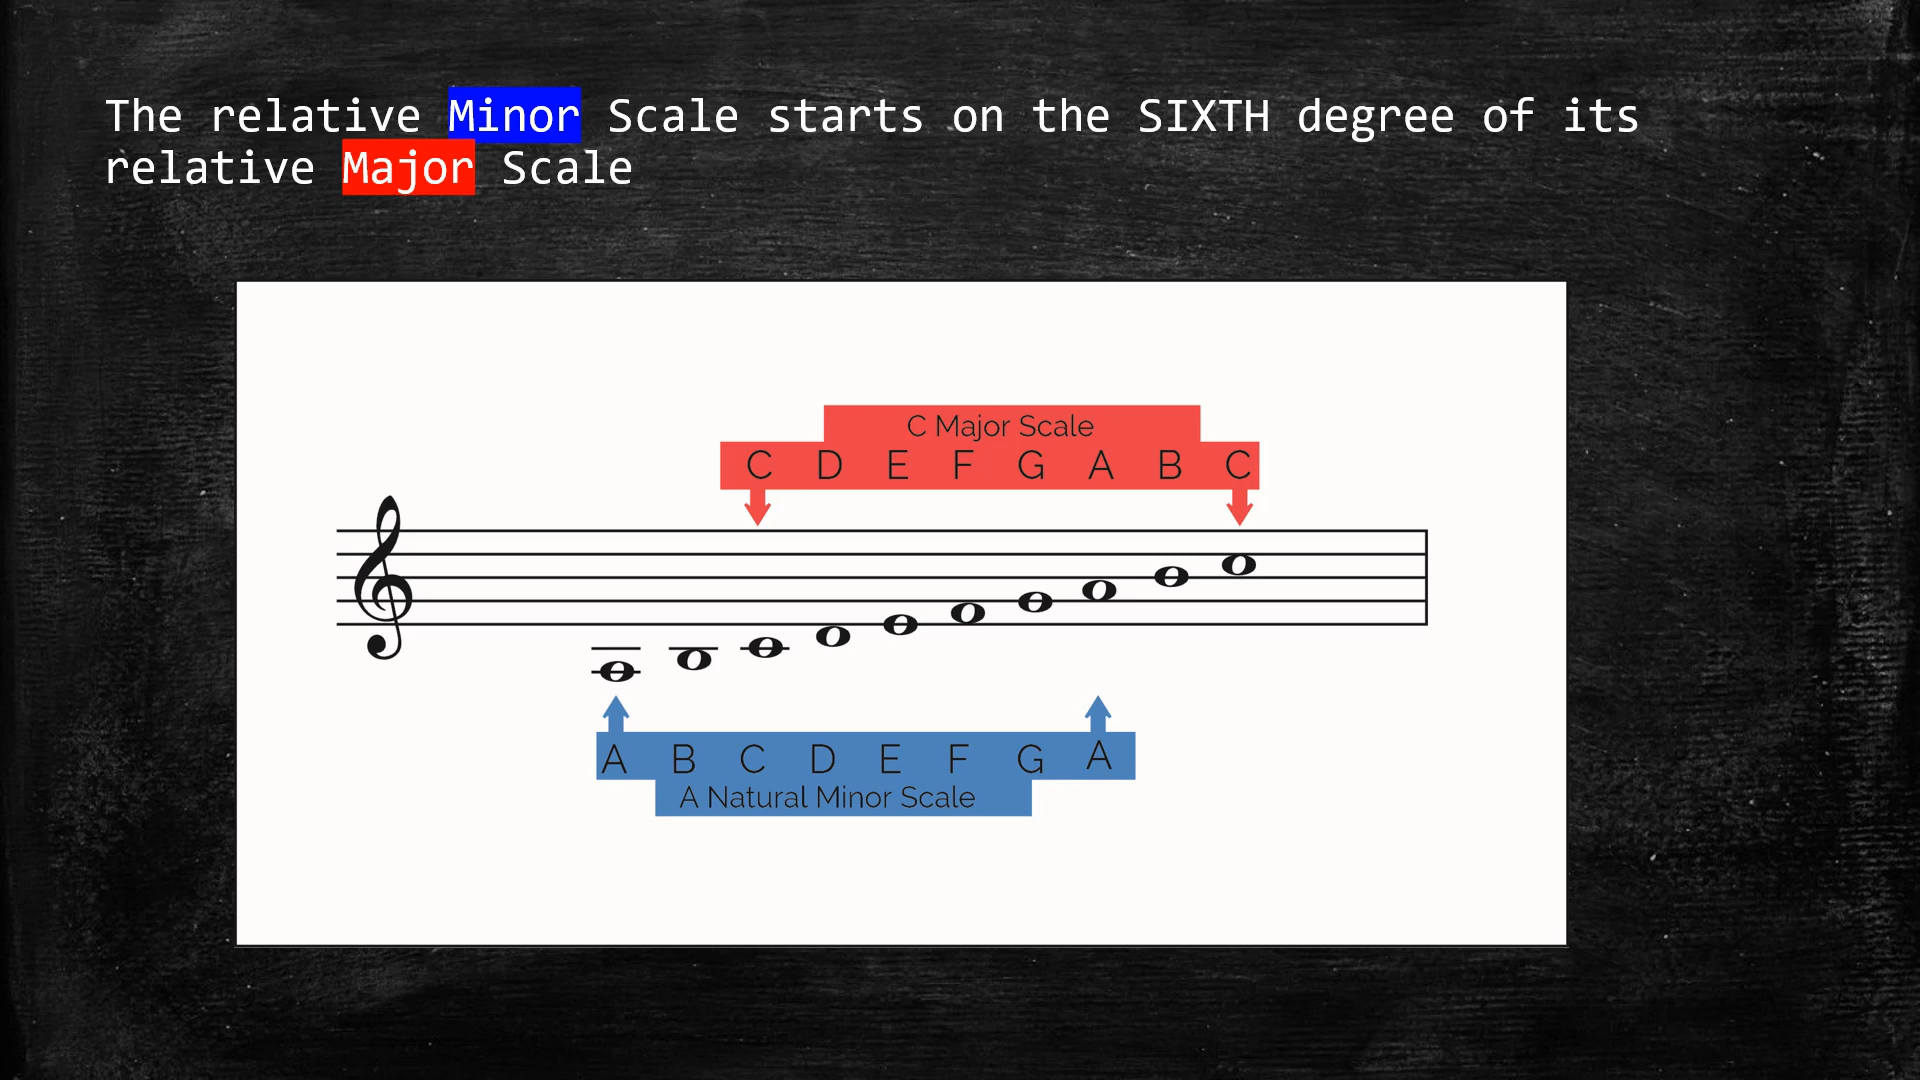 The relative Minor Scale starts on the SIXTH degree of its
relative Major Scale
C Major Scale
C D E F G A B C
A B C D E F G A
A Natural Minor Scale